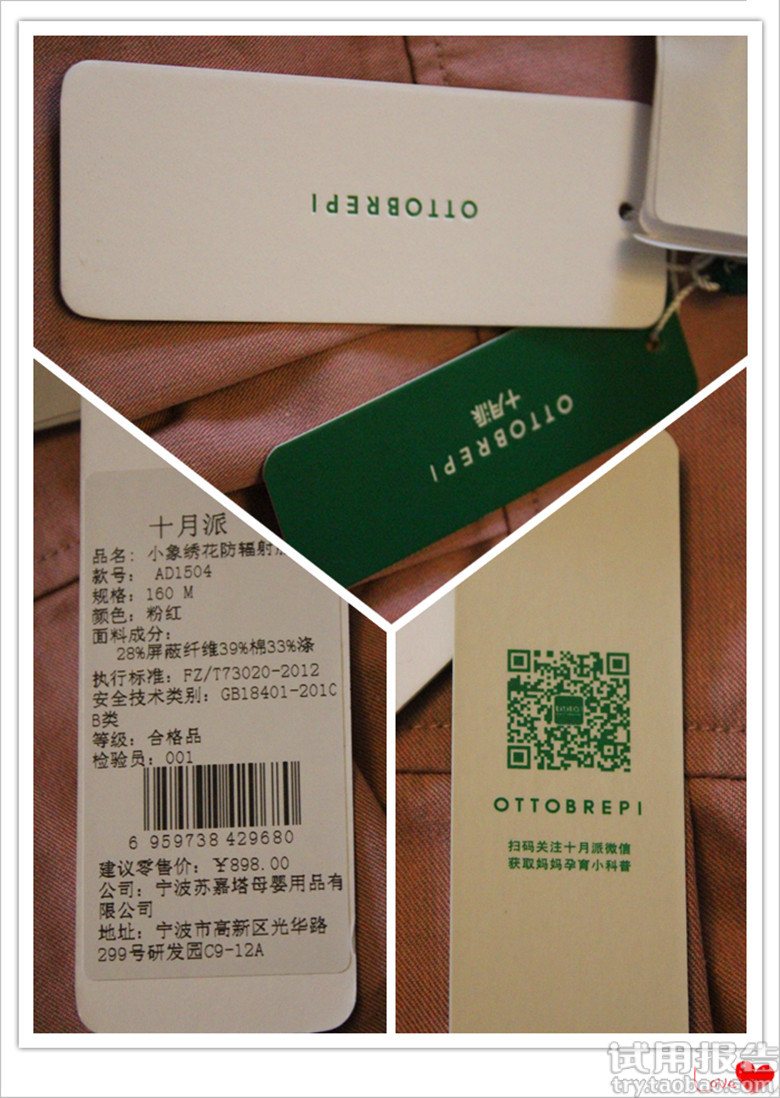 OTTOBREPI
OTTOBREPI
十月派
十月派
品名: 小象绣花防辐射
款号: AD1504
规格: 160 M
颜色: 粉红
面料成分:
28%屏蔽纤维39%棉33%涤
执行标准: FZ/T73020-2012
安全技术类别: GB18401-201C
B类
等级: 合格品
检验员: 001
6 959738 429680
建议零售价: ¥898.00
公司: 宁波苏嘉塔母婴用品有
限公司
地址: 宁波市高新区光华路
299号研发园C9-12A
OTTOBREPI
扫码关注十月派微信
获取妈妈孕育小科普
试用报告
Love
try.taobao.com